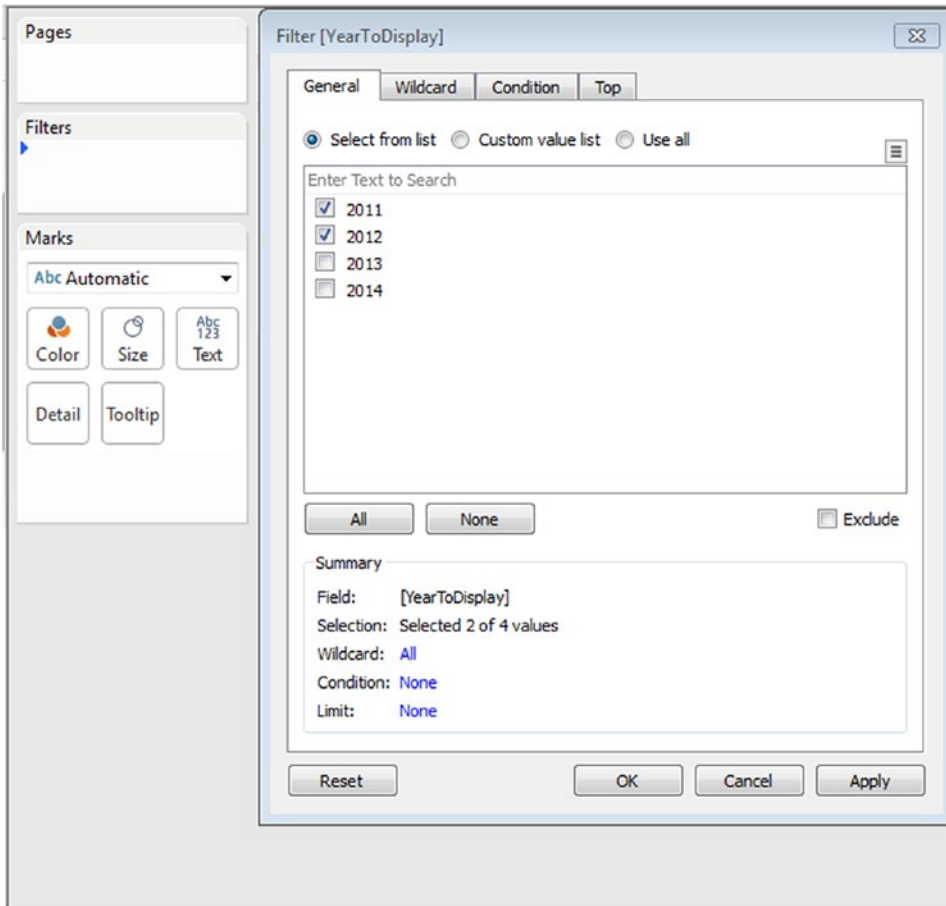 Pages
Filters
Marks
Abc Automatic
Color
Size
Abc
123
Text
Detail
Tooltip
Filter [YearToDisplay]
General
Wildcard
Condition
Top
Select from list
Custom value list
Use all
Enter Text to Search
2011
2012
2013
2014
All
None
Exclude
Summary
Field: [YearToDisplay]
Selection: Selected 2 of 4 values
Wildcard: All
Condition: None
Limit: None
Reset
OK
Cancel
Apply